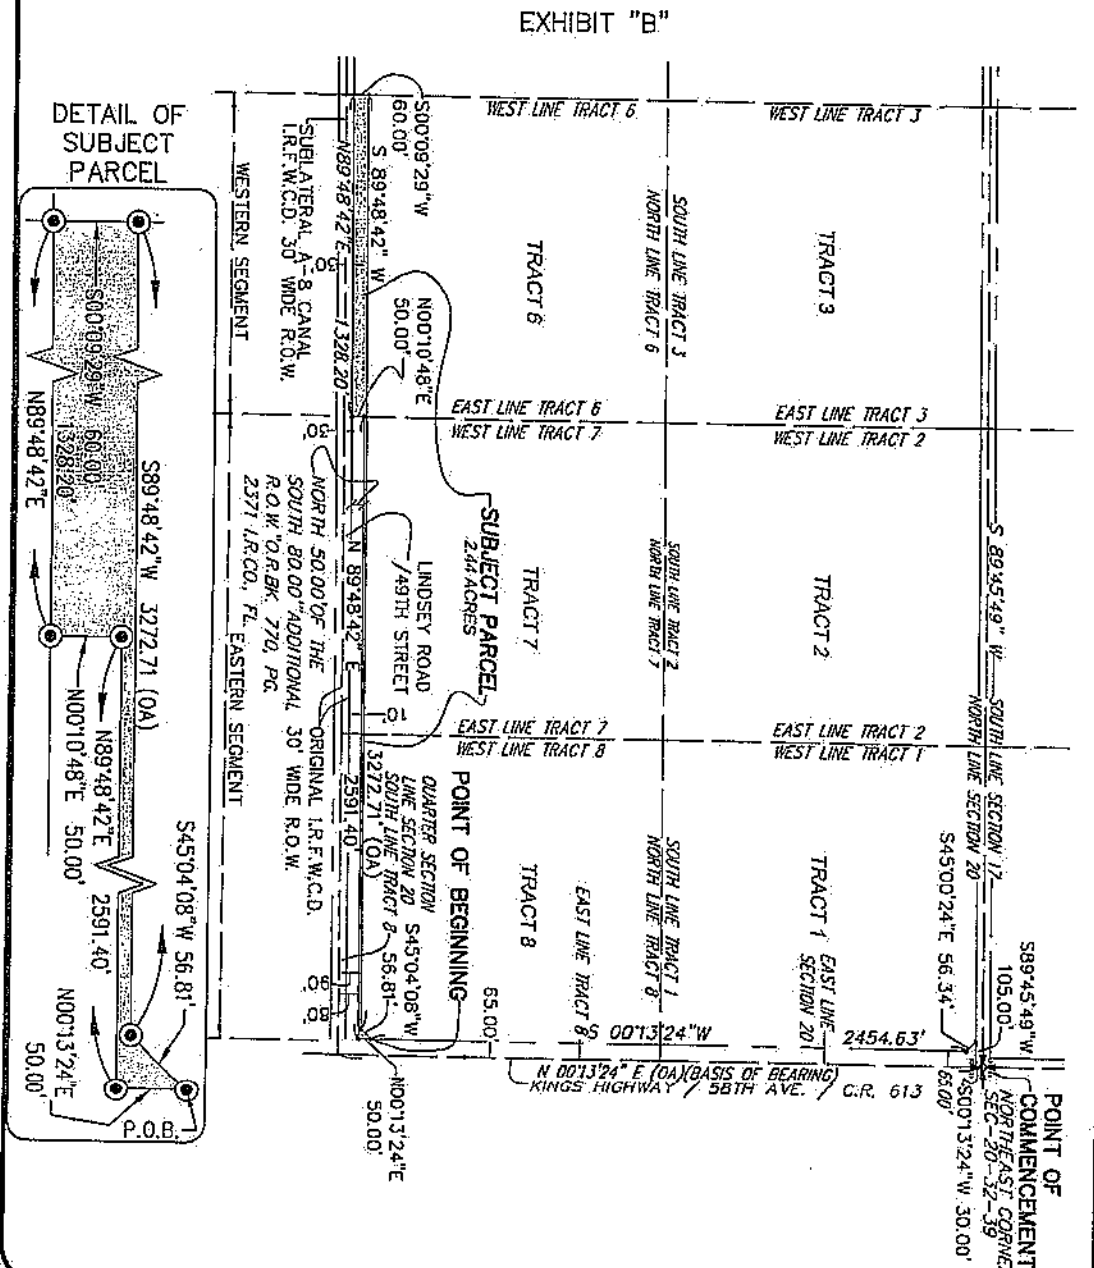 EXHIBIT "B"
DETAIL OF
SUBJECT
PARCEL
WEST LINE TRACT 6
WEST LINE TRACT 3
S00°09'29"W
60.00'
S 89°48'42" W
N89°48'42"E
1328.20'
30'
SUBLATERAL A-8 CANAL
I.R.F.W.C.D. 30' WIDE R.O.W.
WESTERN SEGMENT
TRACT 6
SOUTH LINE TRACT 3
NORTH LINE TRACT 6
TRACT 3
N00°10'48"E
50.00'
EAST LINE TRACT 6
WEST LINE TRACT 7
EAST LINE TRACT 3
WEST LINE TRACT 2
30'
SUBJECT PARCEL
2.44 ACRES
LINDSEY ROAD
/49TH STREET
N 89°48'42" E
NORTH 50.00' OF THE
SOUTH 80.00' ADDITIONAL 30' WIDE R.O.W.
R.O.W. O.R.BK. 770, PG.
2371 I.R.CO., FL.
ORIGINAL I.R.F.W.C.D.
EASTERN SEGMENT
TRACT 7
SOUTH LINE TRACT 2
NORTH LINE TRACT 7
TRACT 2
S 89°45'49" W
SOUTH LINE SECTION 17
NORTH LINE SECTION 20
10'
EAST LINE TRACT 7
WEST LINE TRACT 8
EAST LINE TRACT 2
WEST LINE TRACT 1
2591.40'
3272.71' (OA)
SOUTH LINE TRACT 8
LINE SECTION 20
QUARTER SECTION
POINT OF BEGINNING
S45°04'08"W
56.81'
TRACT 8
EAST LINE TRACT 8
SOUTH LINE TRACT 1
NORTH LINE TRACT 8
TRACT 1
EAST LINE
SECTION 20
S45°00'24"E 56.34'
S89°45'49"W
105.00'
65.00'
S 00°13'24"W
2454.63'
65.00'
N 00°13'24" E (OA)(BASIS OF BEARING)
KINGS HIGHWAY / 58TH AVE. / C.R. 613
N00°13'24"E
50.00'
S00°13'24"W 30.00'
POINT OF
COMMENCEMENT
NORTHEAST CORNE
SEC-20-32-39
S00°09'29"W 60.00'
1328.20'
N89°48'42"E
S89°48'42"W 3272.71 (OA)
N00°10'48"E 50.00'
N89°48'42"E 2591.40'
S45°04'08"W 56.81'
N00°13'24"E
50.00'
P.O.B.